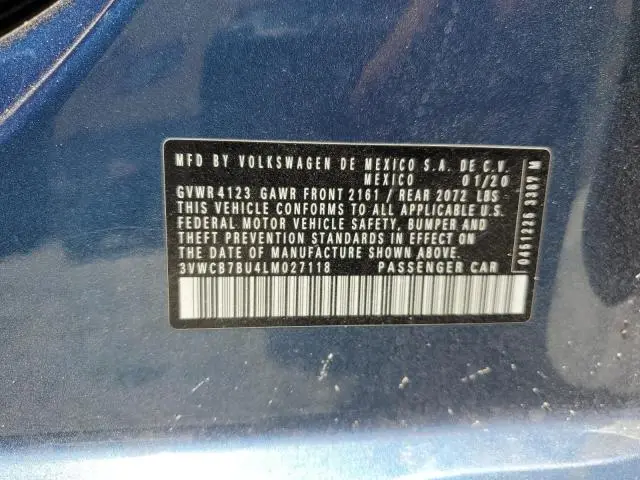 MFD BY VOLKSWAGEN DE MEXICO S.A. DE C.V.
MEXICO 01/20
GVWR 4123 GAWR FRONT 2161 / REAR 2072 LBS
THIS VEHICLE CONFORMS TO ALL APPLICABLE U.S.
FEDERAL MOTOR VEHICLE SAFETY, BUMPER AND
THEFT PREVENTION STANDARDS IN EFFECT ON
THE DATE OF MANUFACTURE SHOWN ABOVE.
3VWCB7BU4LM027118 PASSENGER CAR
0461226 3387 M